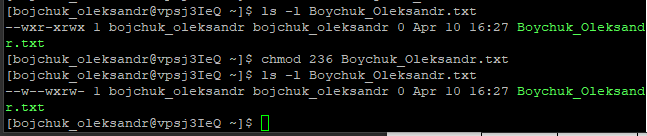 [bojchuk_oleksandr@vpsj3IeQ ~]$ ls -l Boychuk_Oleksandr.txt
--wxr-xrwx 1 bojchuk_oleksandr bojchuk_oleksandr 0 Apr 10 16:27 Boychuk_Oleksand
r.txt
[bojchuk_oleksandr@vpsj3IeQ ~]$ chmod 236 Boychuk_Oleksandr.txt
[bojchuk_oleksandr@vpsj3IeQ ~]$ ls -l Boychuk_Oleksandr.txt
--w--wxrw- 1 bojchuk_oleksandr bojchuk_oleksandr 0 Apr 10 16:27 Boychuk_Oleksand
r.txt
[bojchuk_oleksandr@vpsj3IeQ ~]$